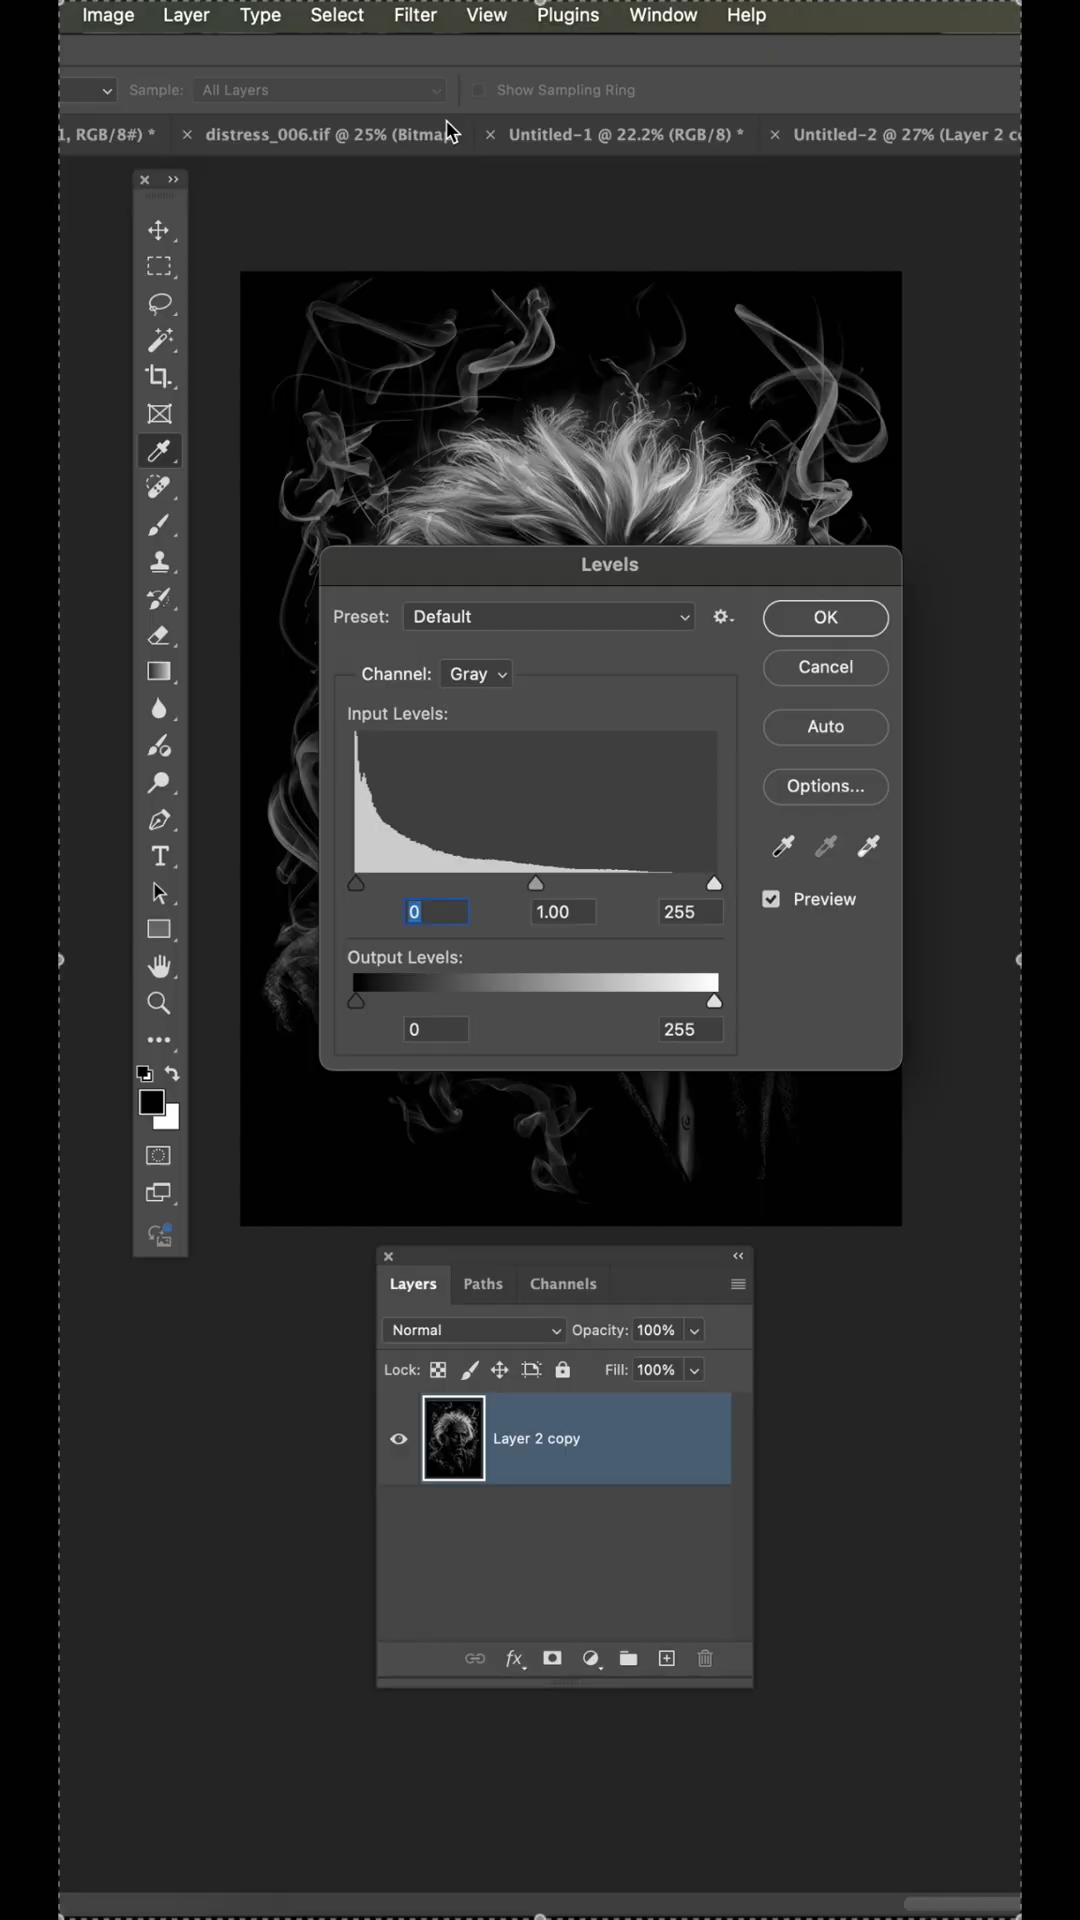 Image Layer Type Select Filter View Plugins Window Help
Sample: All Layers Show Sampling Ring
1, RGB/8#) * distress_006.tif @ 25% (Bitma Untitled-1 @ 22.2% (RGB/8) * Untitled-2 @ 27% (Layer 2 c
Levels
Preset: Default OK
Cancel
Channel: Gray
Input Levels:
Auto
Options...
Preview
0 1.00 255
Output Levels:
0 255
Layers Paths Channels
Normal Opacity: 100%
Lock: Fill: 100%
Layer 2 copy
fx